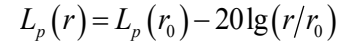 L_p(r) = L_p(r_0) − 20lg(r/r_0)